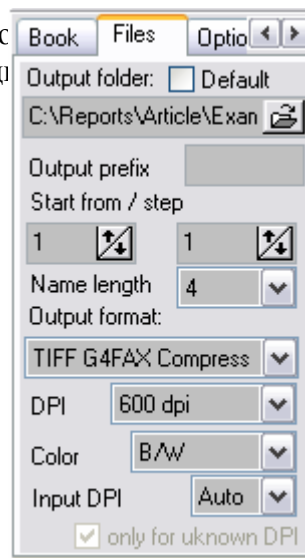 Book Files Optio
Output folder: Default
C:\Reports\Article\Exan
Output prefix
Start from / step
1 1
Name length 4
Output format:
TIFF G4FAX Compress
DPI 600 dpi
Color B/W
Input DPI Auto
only for uknown DPI